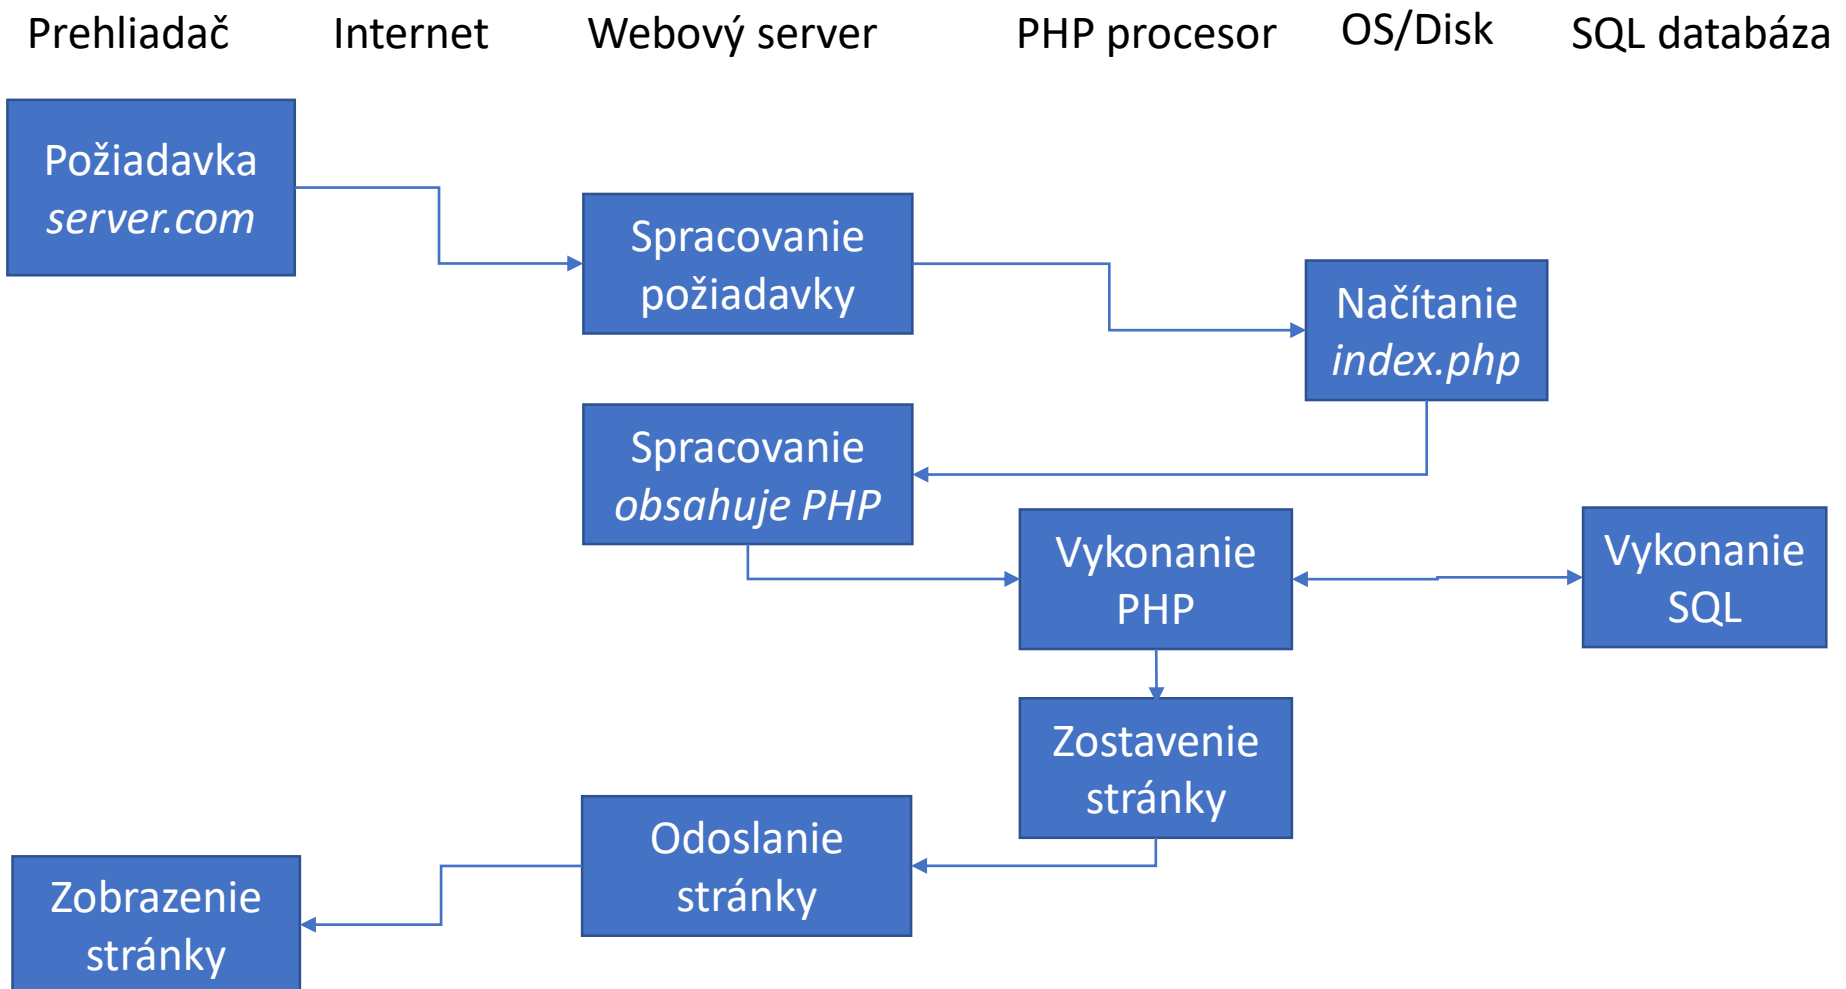 Prehliadač
Internet
Webový server
PHP procesor
OS/Disk
SQL databáza
Požiadavka
server.com
Spracovanie
požiadavky
Načítanie
index.php
Spracovanie
obsahuje PHP
Vykonanie
PHP
Vykonanie
SQL
Zostavenie
stránky
Odoslanie
stránky
Zobrazenie
stránky